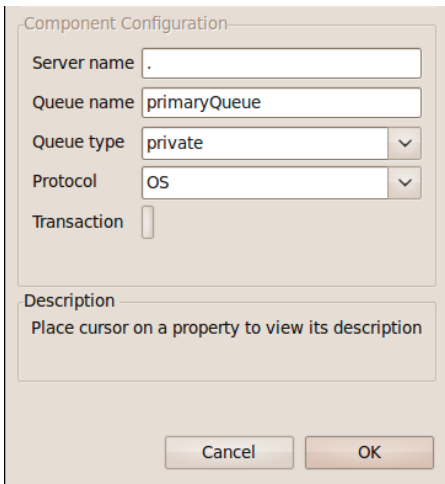 Component Configuration
Server name .
Queue name primaryQueue
Queue type private
Protocol OS
Transaction
Description
Place cursor on a property to view its description
Cancel OK